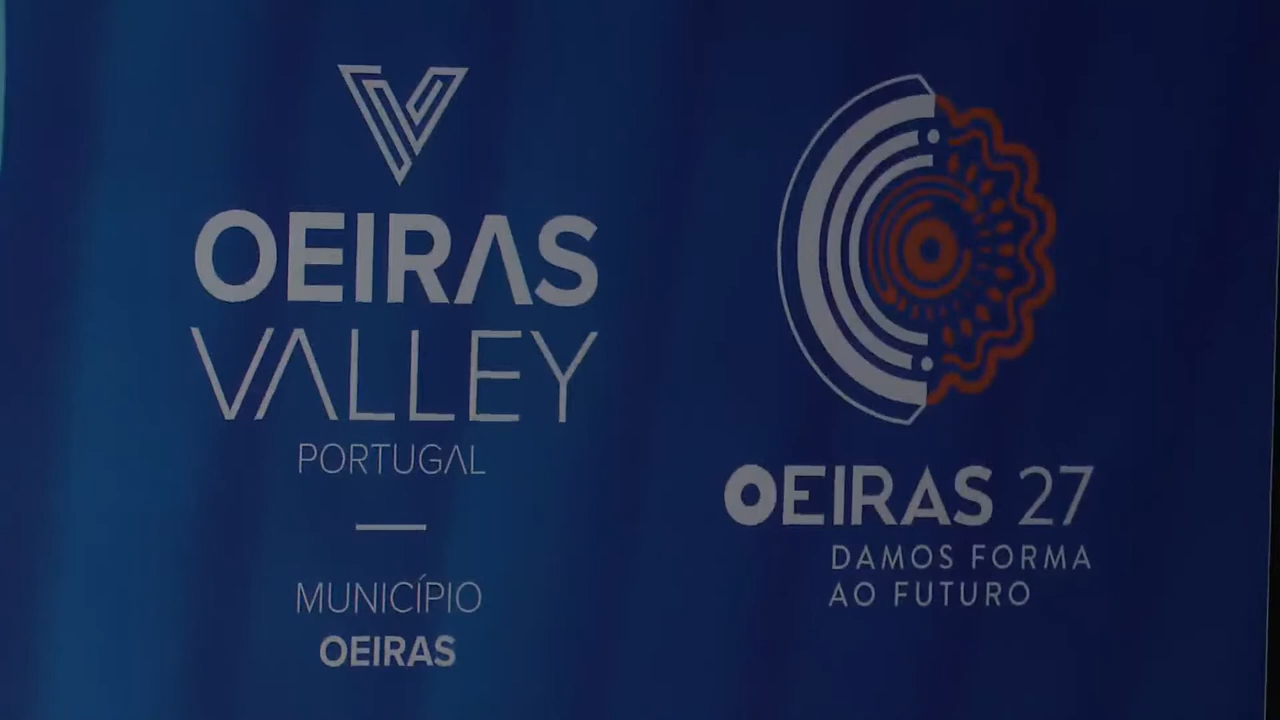 OEIRAS
VALLEY
PORTUGAL
MUNICÍPIO
OEIRAS
OEIRAS 27
DAMOS FORMA
AO FUTURO